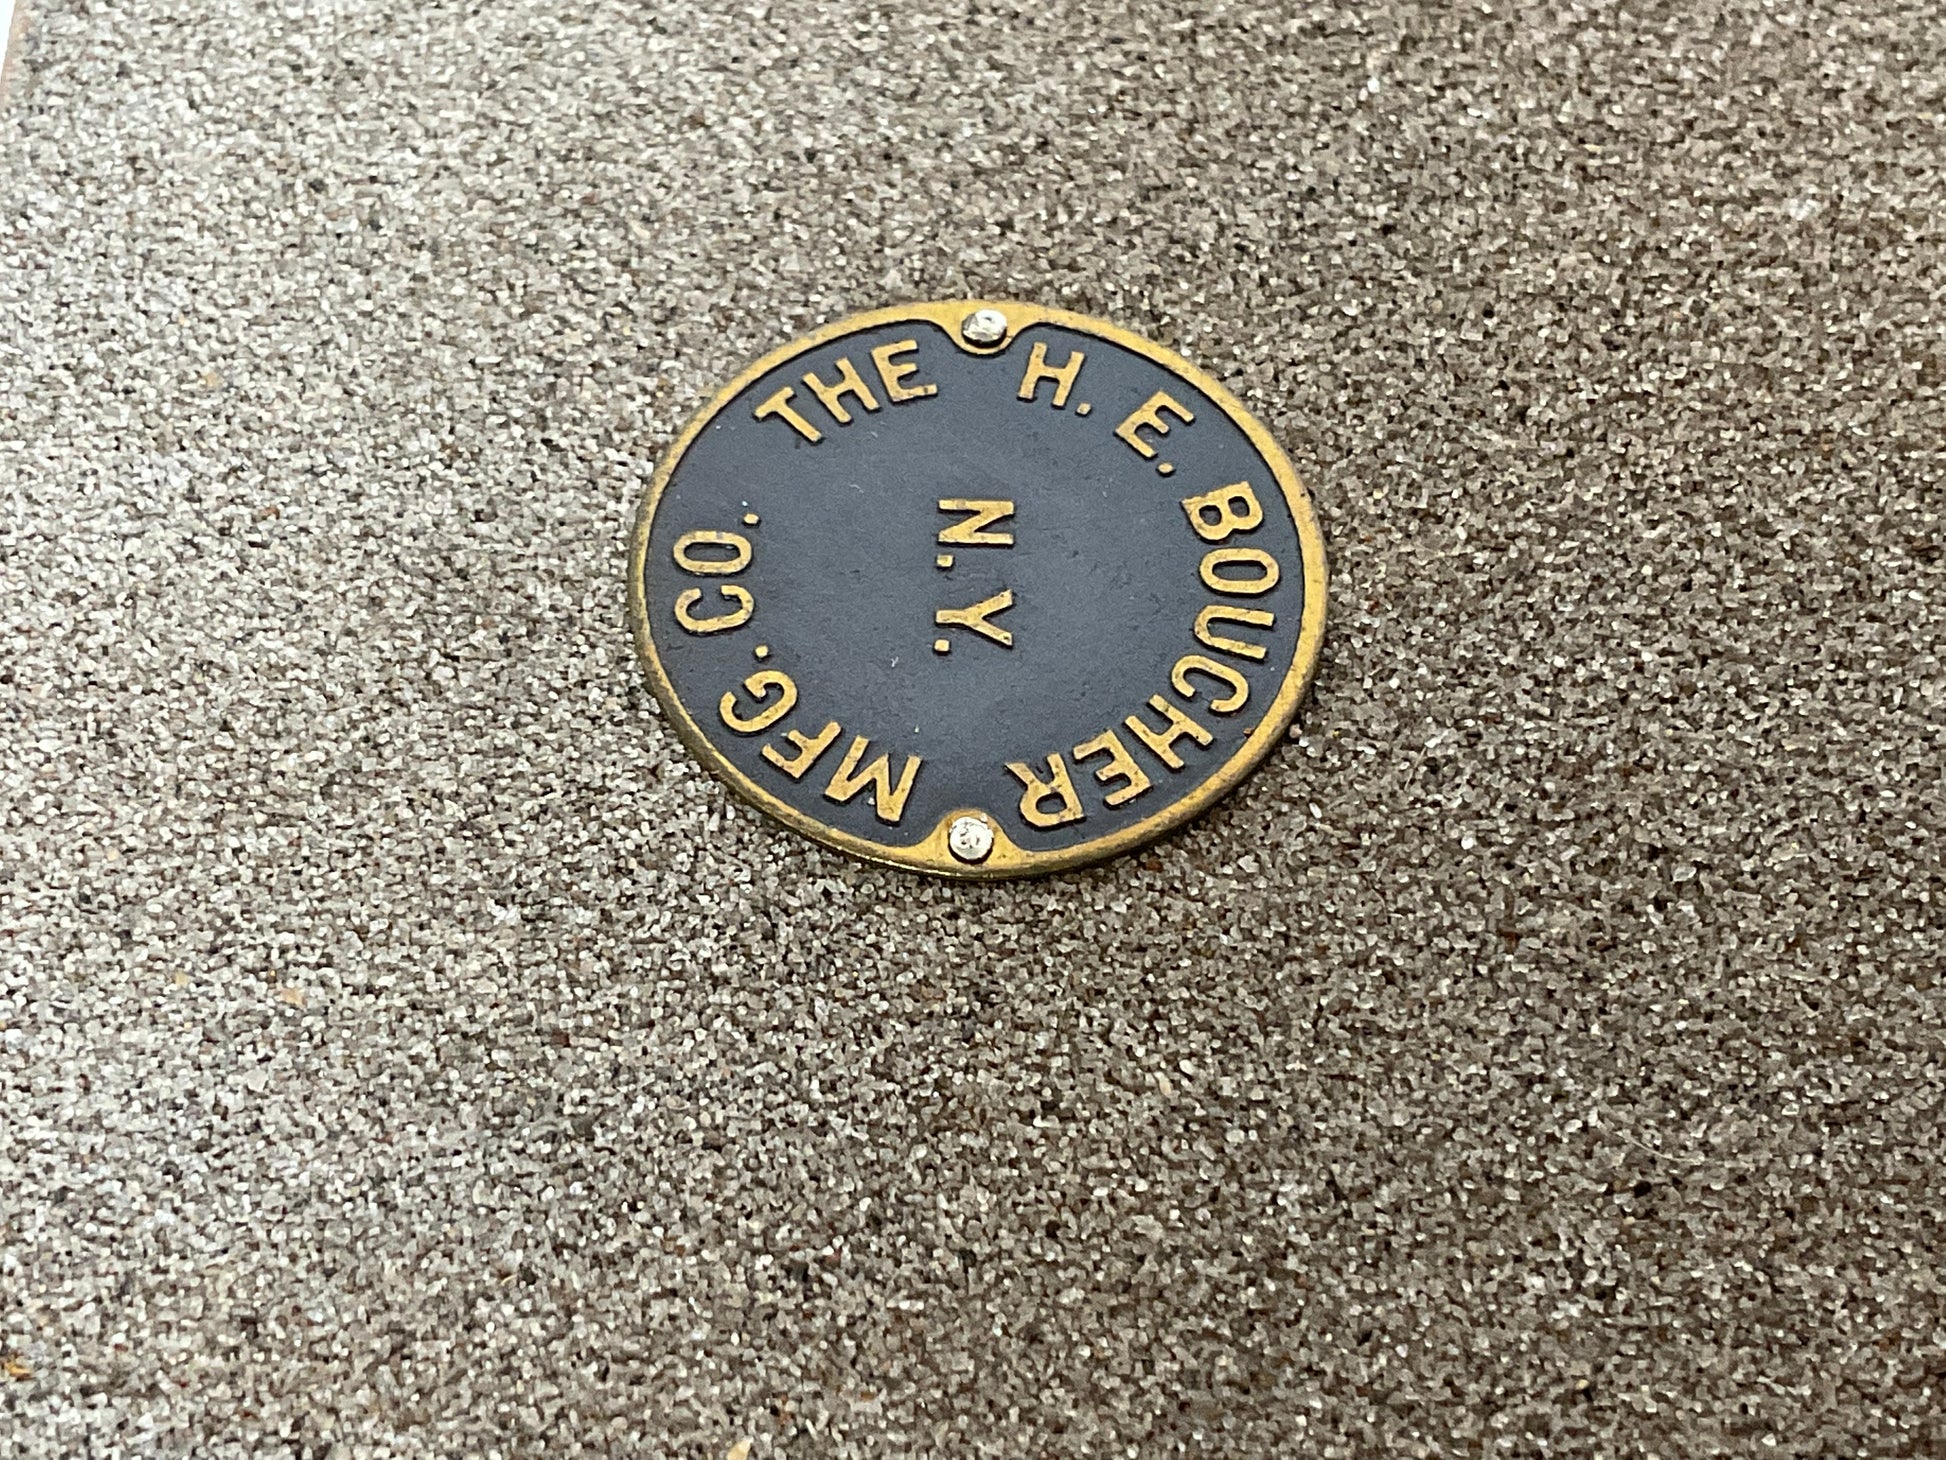 THE H. E. BOUCHER MFG. CO.
N. Y.